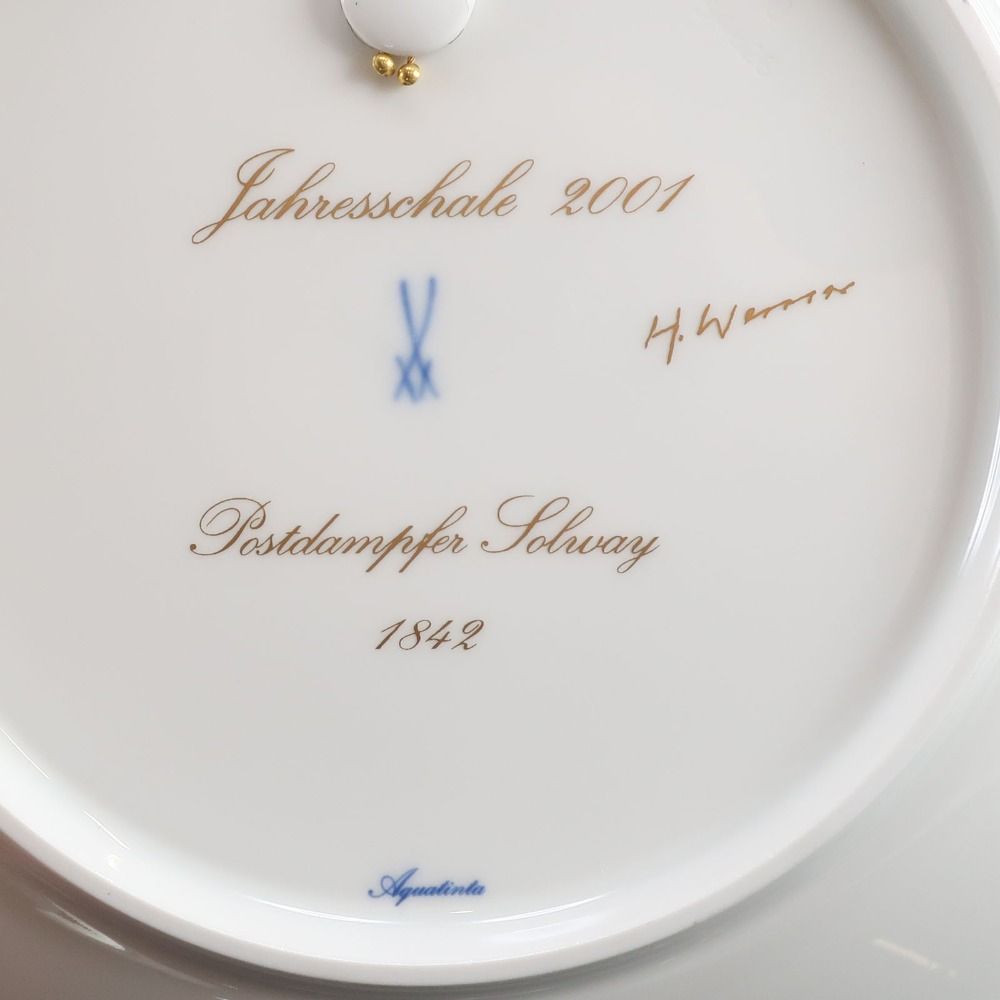 Jahresschale 2001
H. Werner
Postdampfer Solway
1842
Aquatinta